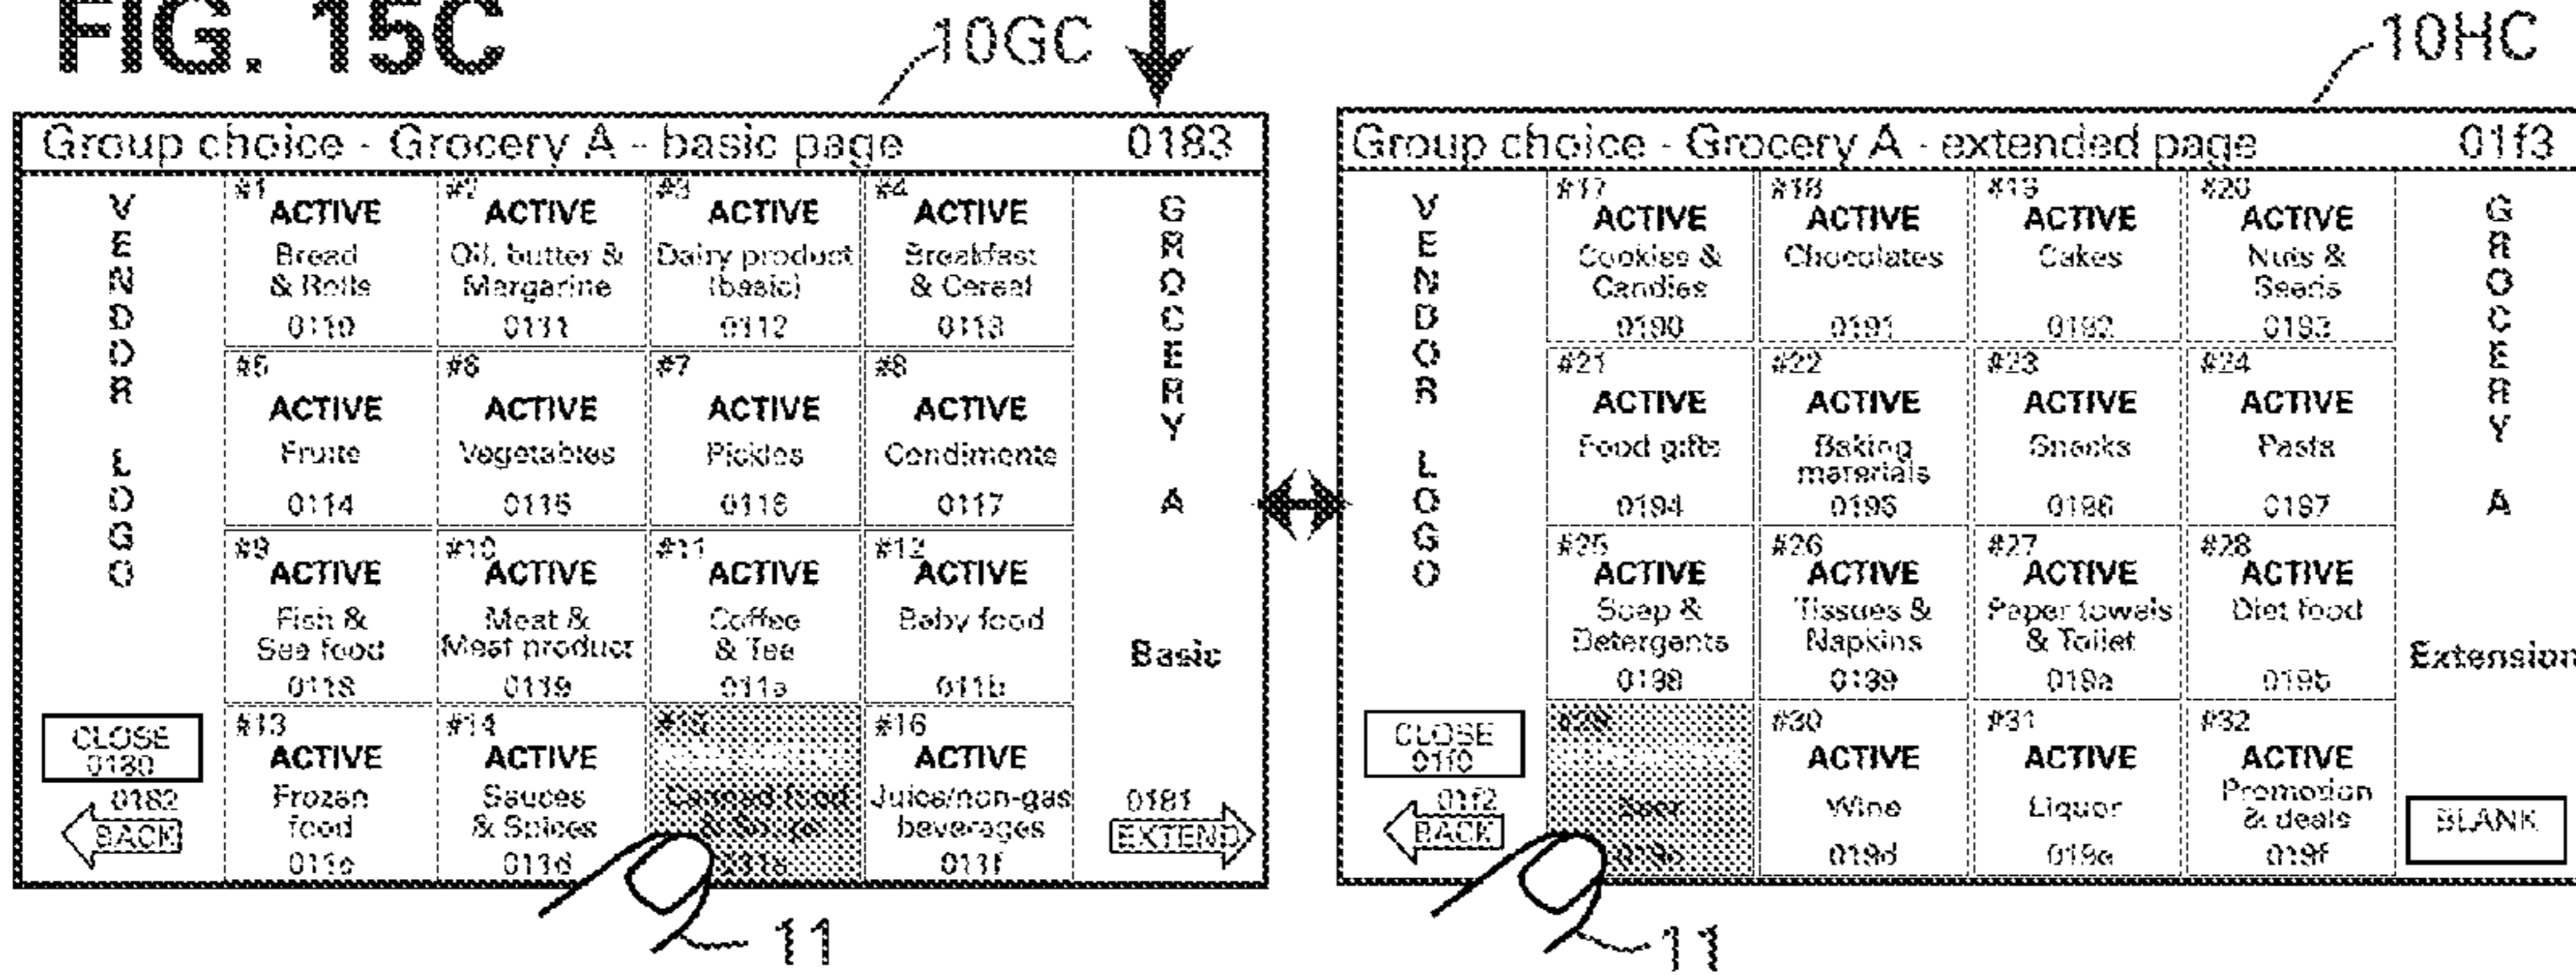 FIG. 15C
10GC
10HC
Group choice - Grocery A - basic page 0183
VENDOR LOGO
#1 ACTIVE
Bread
& Rolls
0110
#2 ACTIVE
Oil, butter &
Margarine
0111
#3 ACTIVE
Dairy product
(basic)
0112
#4 ACTIVE
Breakfast
& Cereal
0113
#5
ACTIVE
Fruits
0114
#6
ACTIVE
Vegetables
0115
#7
ACTIVE
Pickles
0116
#8
ACTIVE
Condiments
0117
#9
ACTIVE
Fish &
Sea food
0118
#10
ACTIVE
Meat &
Meat product
0119
#11
ACTIVE
Coffee
& Tea
011a
#12
ACTIVE
Baby food
011b
#13
ACTIVE
Frozen
food
011c
#14
ACTIVE
Sauces
& Spices
011d
#15
Canned food
#16
ACTIVE
Juice/non-gas
beverages
011f
GROCERY A
Basic
CLOSE
0180
0182
BACK
0181
EXTEND
11
Group choice - Grocery A - extended page 01f3
VENDOR LOGO
#17
ACTIVE
Cookies &
Candies
0190
#18
ACTIVE
Chocolates
0191
#19
ACTIVE
Cakes
0192
#20
ACTIVE
Nuts &
Seeds
0193
#21
ACTIVE
Food gifts
0194
#22
ACTIVE
Baking
materials
0195
#23
ACTIVE
Snacks
0196
#24
ACTIVE
Pasta
0197
#25
ACTIVE
Soap &
Detergents
0198
#26
ACTIVE
Tissues &
Napkins
0199
#27
ACTIVE
Paper towels
& Toilet
019a
#28
ACTIVE
Diet food
019b
#29
Beer
019c
#30
ACTIVE
Wine
019d
#31
ACTIVE
Liquor
019e
#32
ACTIVE
Promotion
& deals
019f
GROCERY A
Extension
CLOSE
01f0
01f2
BACK
BLANK
11